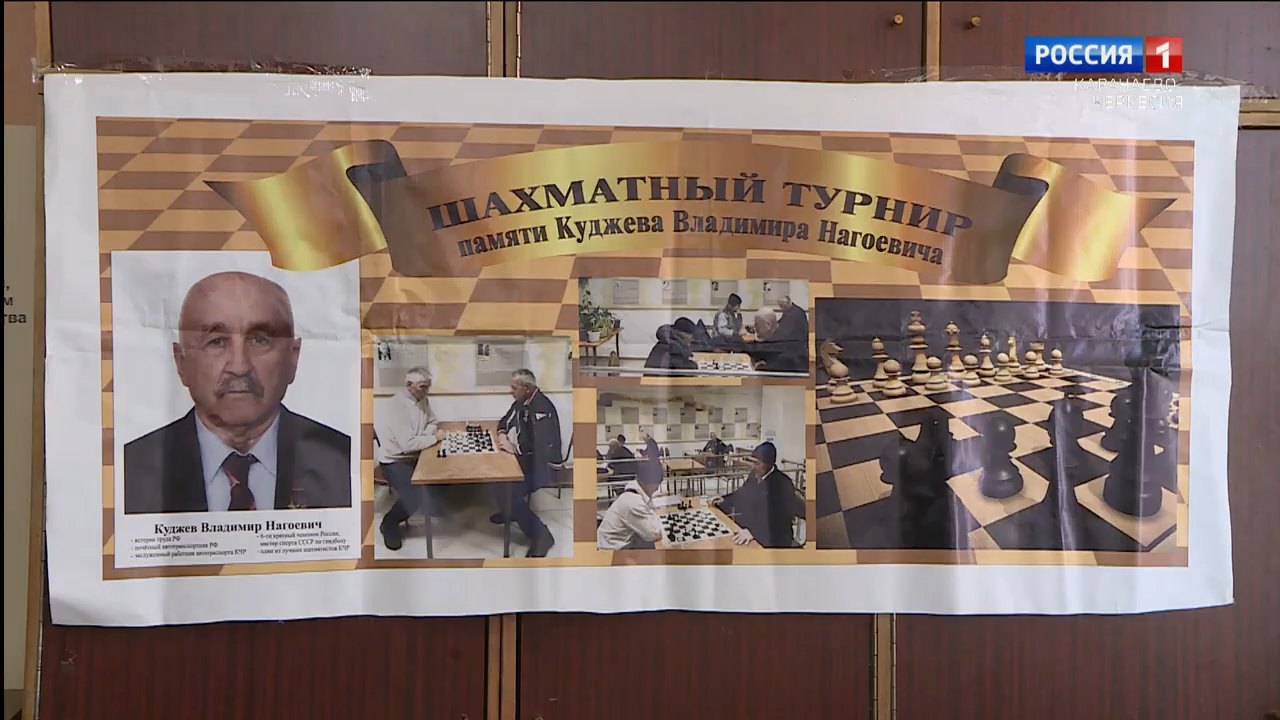 РОССИЯ 1
КАРАЧАЕВО
ЧЕРКЕСИЯ
ШАХМАТНЫЙ ТУРНИР
памяти Куджева Владимира Нагоевича
Куджев Владимир Нагоевич
- ветеран труда РФ
- почётный автотранспортник РФ
- заслуженный работник автотранспорта КЧР
- 6-ти кратный чемпион России,
мастер спорта СССР по гандболу
- один из лучших шахматистов КЧР
ва